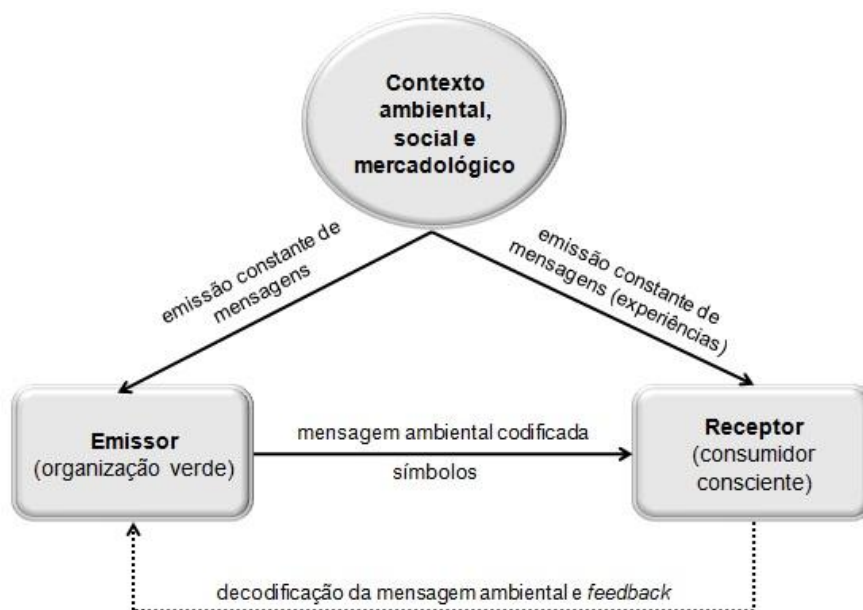 Contexto
ambiental,
social e
mercadológico
emissão constante de
mensagens
emissão constante de
mensagens (experiências)
Emissor
(organização verde)
mensagem ambiental codificada
símbolos
Receptor
(consumidor
consciente)
decodificação da mensagem ambiental e feedback